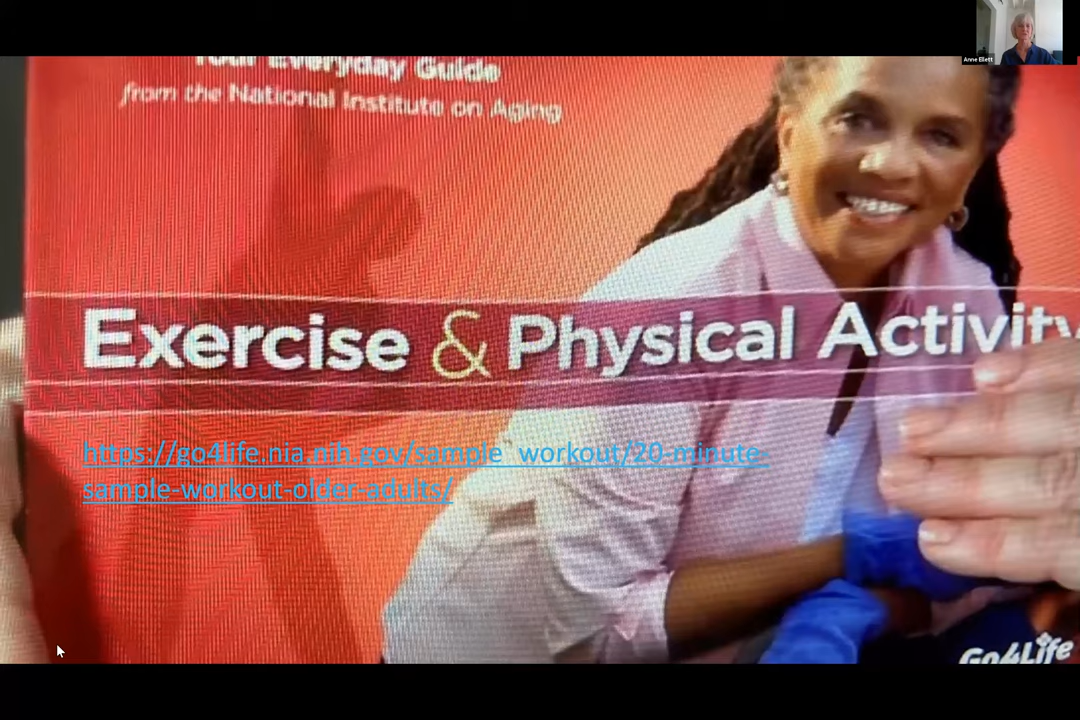 Anne Ellett
Your Everyday Guide
from the National Institute on Aging
Exercise & Physical Activity
https://go4life.nia.nih.gov/sample_workout/20-minute-
sample-workout-older-adults/
Go4Life